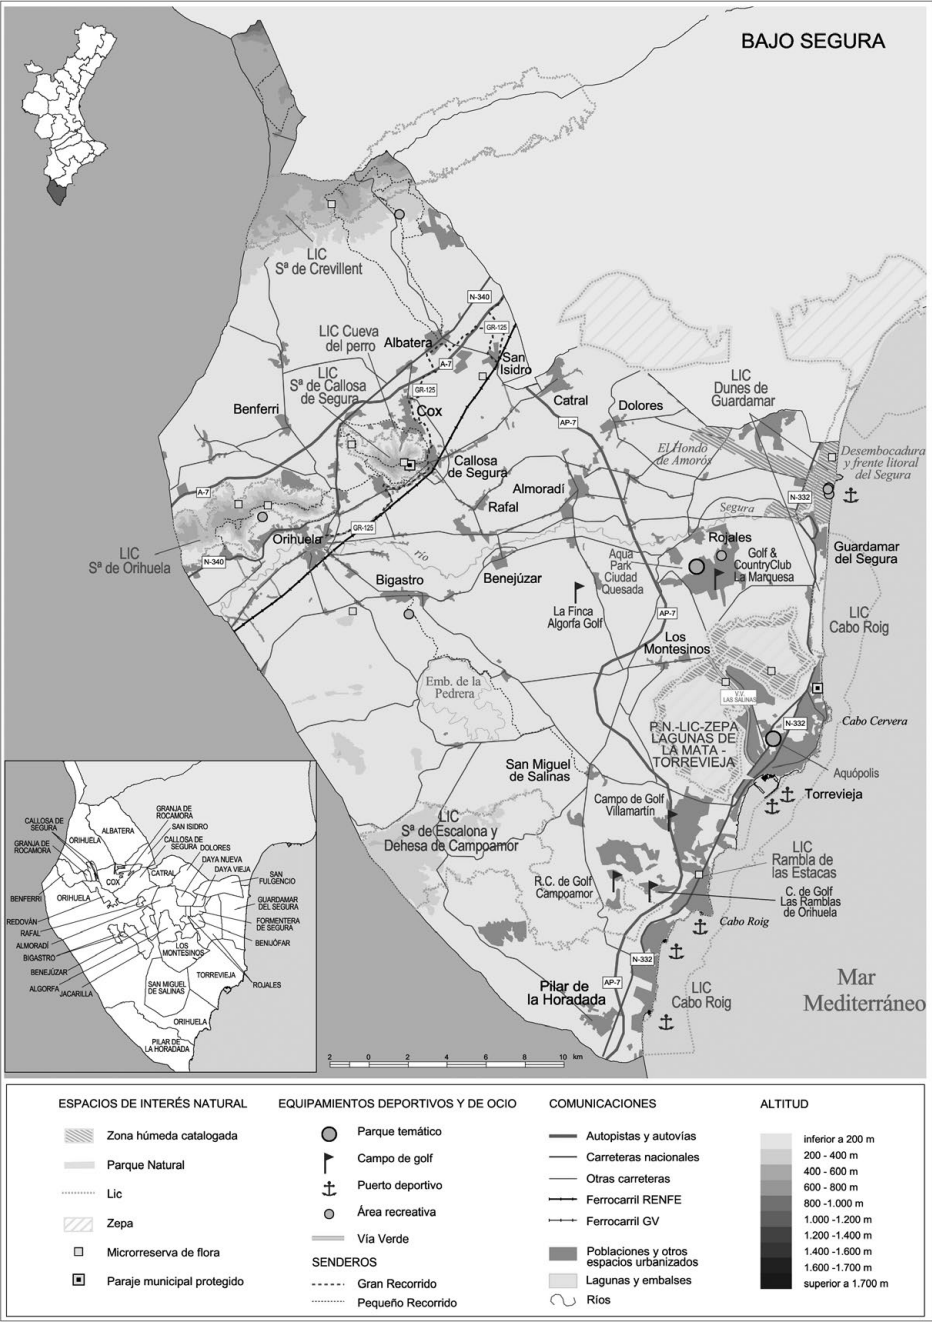 BAJO SEGURA
LIC
Sª de Crevillent
N-340
GR-125
LIC Cueva
del perro
Albatera
San
Isidro
A-7
LIC
Sª de Callosa
de Segura
GR-125
Cox
Benferri
Catral
AP-7
Dolores
LIC
Dunes de
Guardamar
El Hondo
de Amorós
Desembocadura
y frente litoral
del Segura
Callosa
de Segura
Almoradí
Rafal
A-7
N-332
Segura
GR-125
Orihuela
LIC
Sª de Orihuela
N-340
río
Bigastro
Benejúzar
Rojales
Golf &
CountryClub
La Marquesa
Aqua
Park
Ciudad
Quesada
Guardamar
del Segura
La Finca
Algorfa Golf
AP-7
LIC
Cabo Roig
Los
Montesinos
Emb. de la
Pedrera
V.V.
LAS SALINAS
N-332
Cabo Cervera
P.N.-LIC-ZEPA
LAGUNAS DE
DE LA MATA -
TORREVIEJA
Aquópolis
San Miguel
de Salinas
Torrevieja
Campo de Golf
Villamartín
LIC
Sª de Escalona y
Dehesa de Campoamor
LIC
Rambla de
las Estacas
R.C. de Golf
Campoamor
C. de Golf
Las Ramblas
de Orihuela
Cabo Roig
N-332
AP-7
Pilar de
la Horadada
LIC
Cabo Roig
Mar
Mediterráneo
GRANJA DE
ROCAMORA
CALLOSA DE
SEGURA
ALBATERA
SAN ISIDRO
ORIHUELA
CALLOSA DE
SEGURA
GRANJA DE
ROCAMORA
DOLORES
DAYA NUEVA
DAYA VIEJA
CATRAL
COX
SAN
FULGENCIO
BENFERRI
ORIHUELA
GUARDAMAR
DEL SEGURA
REDOVÁN
FORMENTERA
DE SEGURA
RAFAL
ALMORADÍ
BENIJÓFAR
BIGASTRO
LOS
MONTESINOS
BENEJÚZAR
TORREVIEJA
ALGORFA
JACARILLA
SAN MIGUEL
DE SALINAS
ROJALES
ORIHUELA
PILAR DE
LA HORADADA
2 0 2 4 6 8 10 km
ESPACIOS DE INTERÉS NATURAL
Zona húmeda catalogada
Parque Natural
Lic
Zepa
Microrreserva de flora
Paraje municipal protegido
EQUIPAMIENTOS DEPORTIVOS Y DE OCIO
Parque temático
Campo de golf
Puerto deportivo
Área recreativa
Vía Verde
SENDEROS
Gran Recorrido
Pequeño Recorrido
COMUNICACIONES
Autopistas y autovías
Carreteras nacionales
Otras carreteras
Ferrocarril RENFE
Ferrocarril GV
Poblaciones y otros
espacios urbanizados
Lagunas y embalses
Ríos
ALTITUD
inferior a 200 m
200 - 400 m
400 - 600 m
600 - 800 m
800 -1.000 m
1.000 -1.200 m
1.200 -1.400 m
1.400 -1.600 m
1.600 -1.700 m
superior a 1.700 m